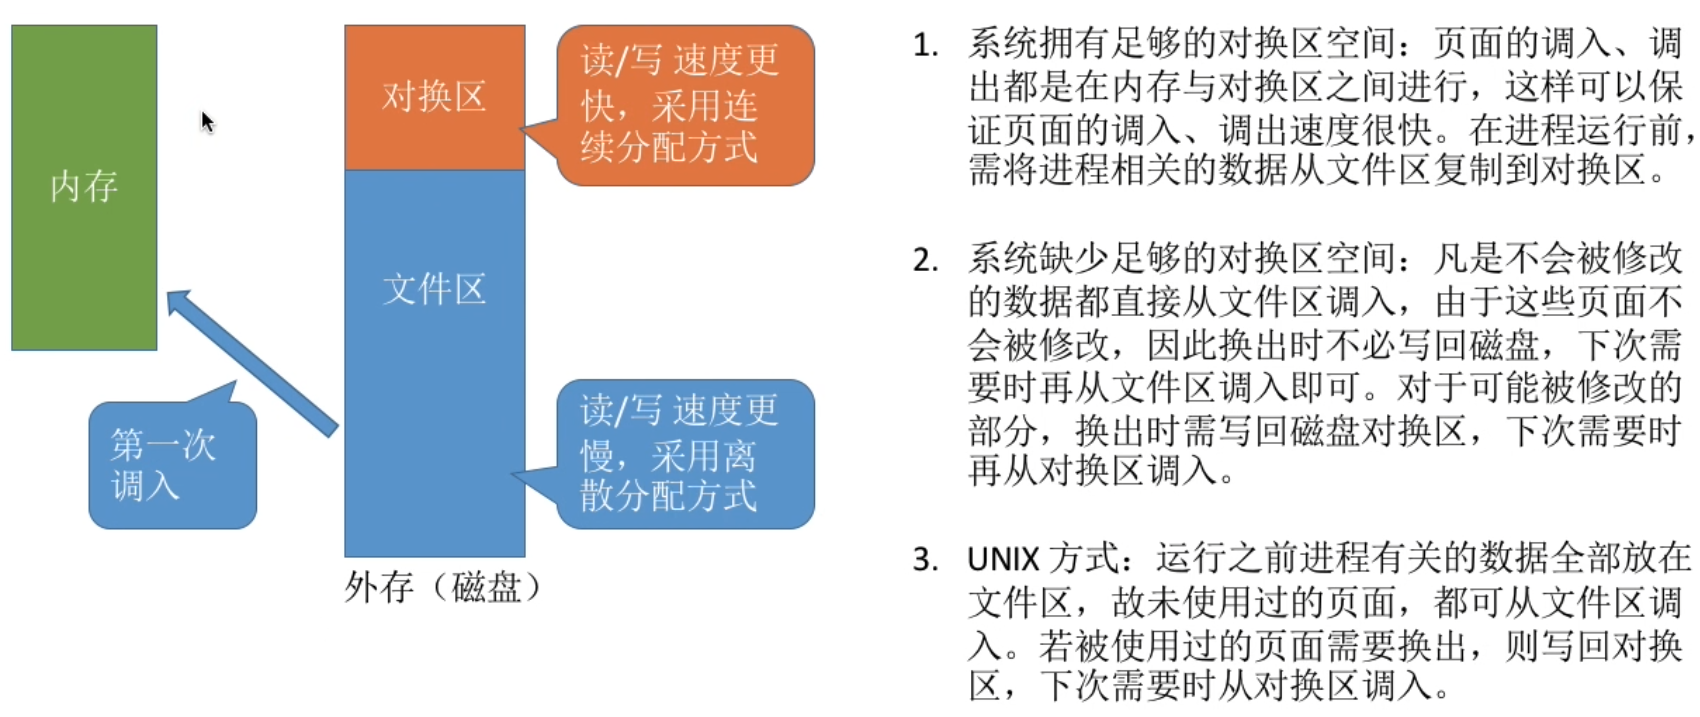 内存
对换区
文件区
外存（磁盘）
读/写 速度更
快，采用连
续分配方式
读/写 速度更
慢，采用离
散分配方式
第一次
调入
1. 系统拥有足够的对换区空间：页面的调入、调
出都是在内存与对换区之间进行，这样可以保
证页面的调入、调出速度很快。在进程运行前，
需将进程相关的数据从文件区复制到对换区。
2. 系统缺少足够的对换区空间：凡是不会被修改
的数据都直接从文件区调入，由于这些页面不
会被修改，因此换出时不必写回磁盘，下次需
要时再从文件区调入即可。对于可能被修改的
部分，换出时需写回磁盘对换区，下次需要时
再从对换区调入。
3. UNIX 方式：运行之前进程有关的数据全部放在
文件区，故未使用过的页面，都可从文件区调
入。若被使用过的页面需要换出，则写回对换
区，下次需要时从对换区调入。